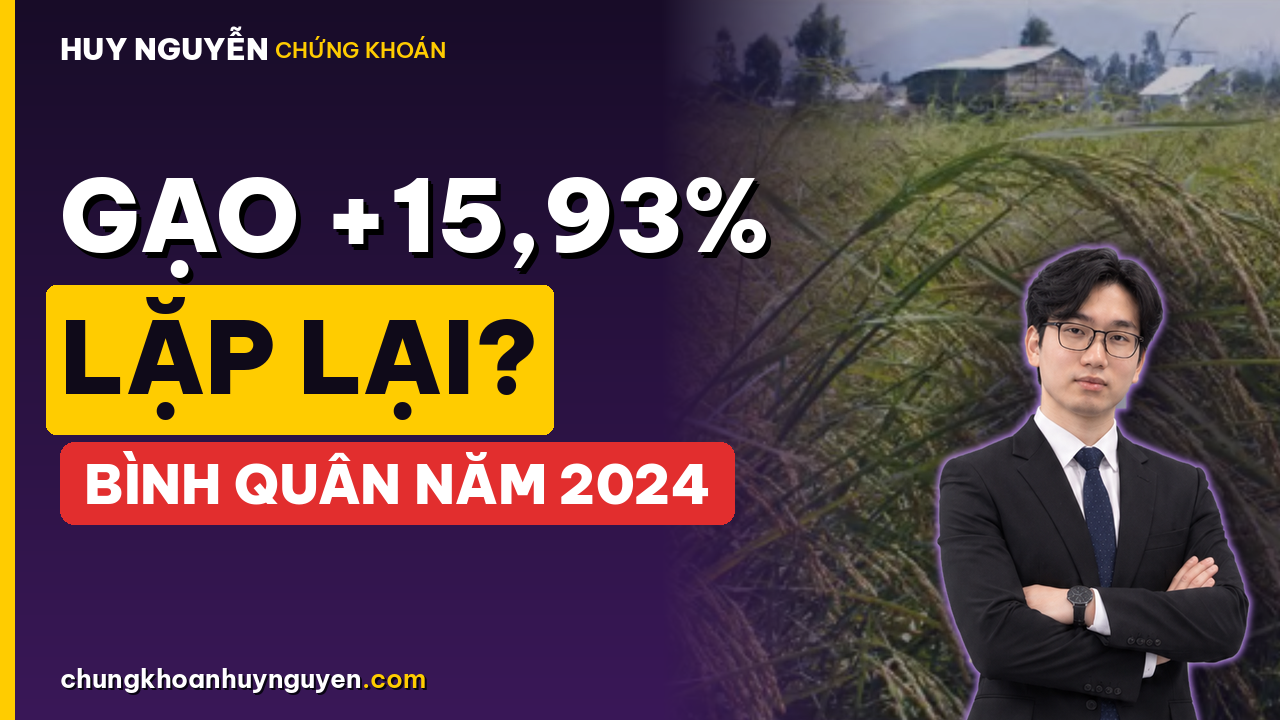 HUY NGUYỄN CHỨNG KHOÁN
GẠO +15,93%
LẶP LẠI?
BÌNH QUÂN NĂM 2024
chungkhoanhuynguyen.com